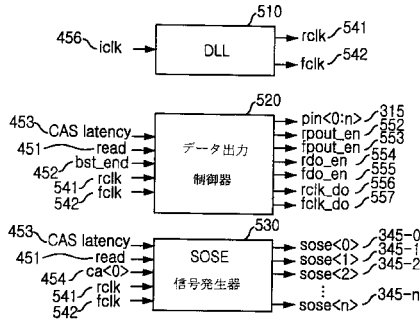 510
456
iclk
DLL
rclk 541
fclk 542
520
453
CAS latency
451
read
452
bst_end
541
rclk
542
fclk
データ出力
制御器
pin<0:n> 315
rpout_en 552
fpout_en 553
rdo_en 554
fdo_en 555
rclk_do 556
fclk_do 557
530
453
CAS latency
451
read
454
ca<0>
541
rclk
542
fclk
SOSE
信号発生器
sose<0> 345-0
sose<1> 345-1
sose<2> 345-2
⋮
sose<n> 345-n